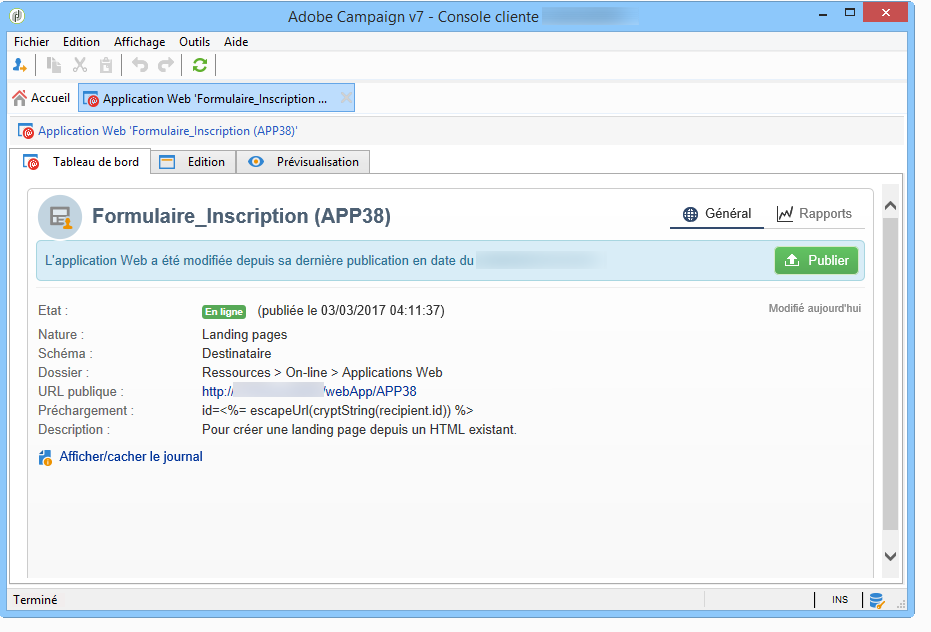 Adobe Campaign v7 - Console cliente
Fichier Edition Affichage Outils Aide
Accueil Application Web 'Formulaire_Inscription ...
Application Web 'Formulaire_Inscription (APP38)'
Tableau de bord Edition Prévisualisation
Formulaire_Inscription (APP38) Général Rapports
L'application Web a été modifiée depuis sa dernière publication en date du Publier
Etat : En ligne (publiée le 03/03/2017 04:11:37) Modifié aujourd'hui
Nature : Landing pages
Schéma : Destinataire
Dossier : Ressources > On-line > Applications Web
URL publique : http:// /webApp/APP38
Préchargement : id=<%= escapeUrl(cryptString(recipient.id)) %>
Description : Pour créer une landing page depuis un HTML existant.
Afficher/cacher le journal
Terminé INS